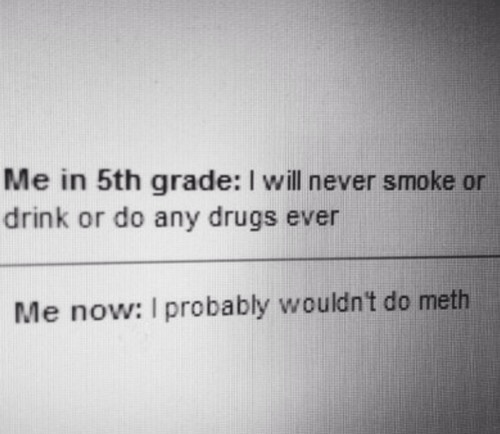 Me in 5th grade: I will never smoke or
drink or do any drugs ever
Me now: I probably wouldn't do meth